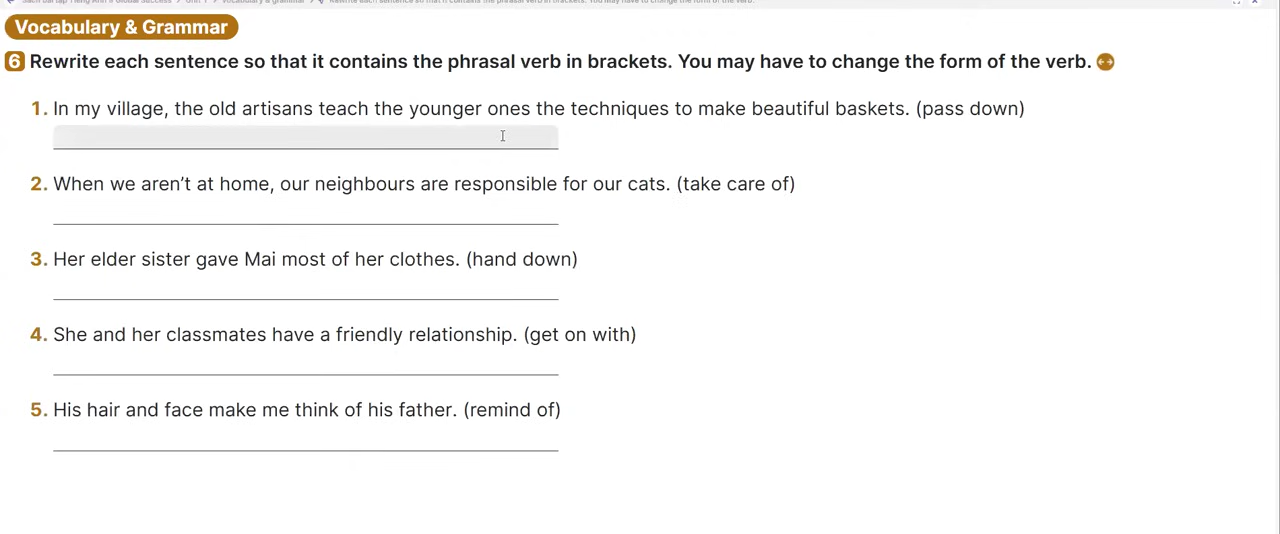 Vocabulary & Grammar
6 Rewrite each sentence so that it contains the phrasal verb in brackets. You may have to change the form of the verb.
1. In my village, the old artisans teach the younger ones the techniques to make beautiful baskets. (pass down)
2. When we aren’t at home, our neighbours are responsible for our cats. (take care of)
3. Her elder sister gave Mai most of her clothes. (hand down)
4. She and her classmates have a friendly relationship. (get on with)
5. His hair and face make me think of his father. (remind of)